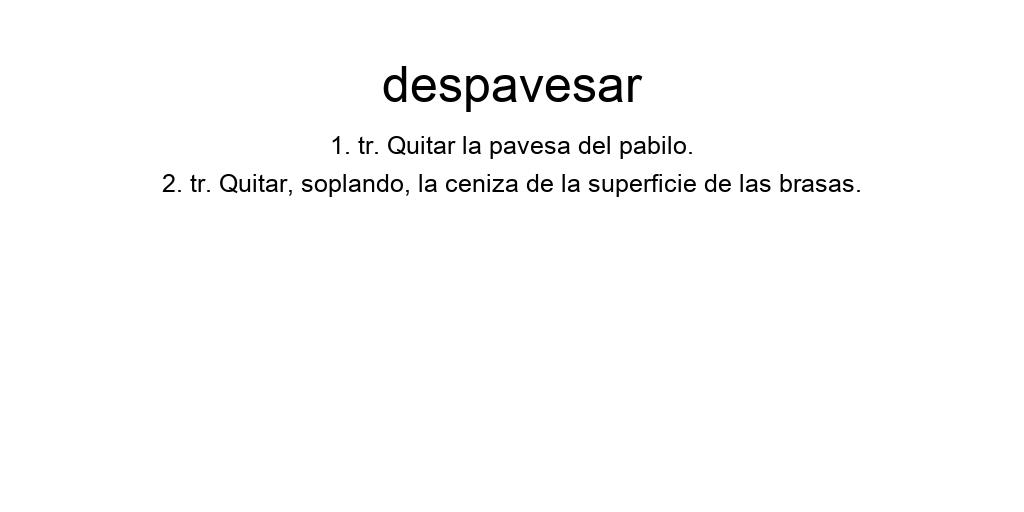 despavesar
1. tr. Quitar la pavesa del pabilo.
2. tr. Quitar, soplando, la ceniza de la superficie de las brasas.